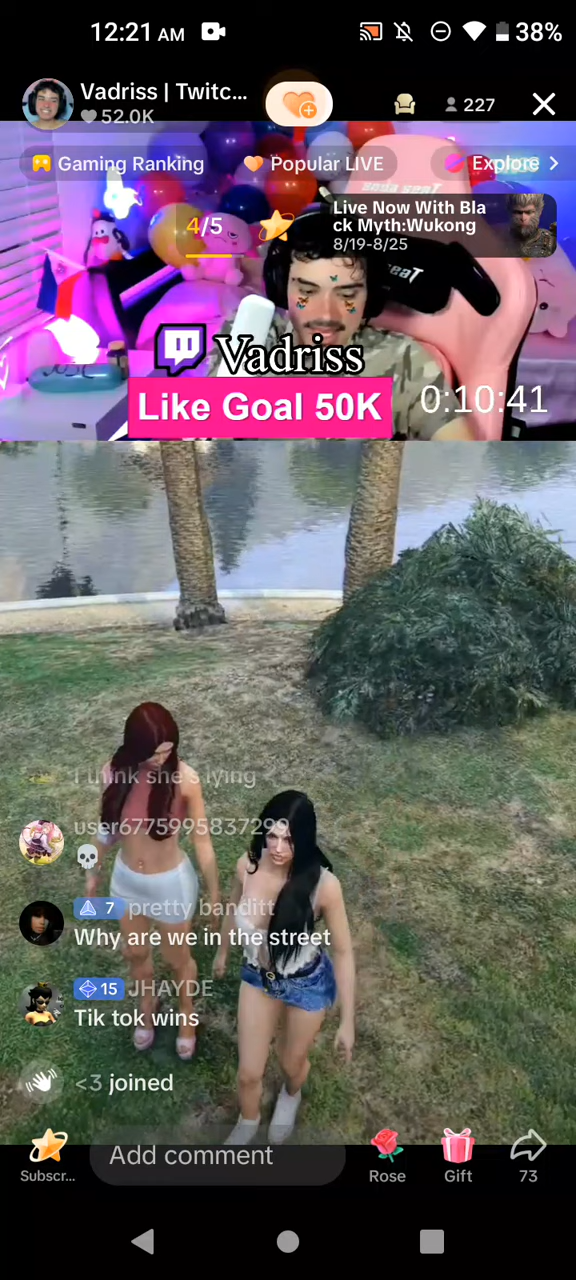 12:21 AM
38%
Vadriss | Twitc...
52.0K
227
Gaming Ranking
Popular LIVE
Explore
4/5
Live Now With Bla
ck Myth:Wukong
8/19-8/25
Vadriss
Like Goal 50K
0:10:41
I think she's lying
user6775995837299
7 pretty banditt
Why are we in the street
15 JHAYDE
Tik tok wins
<3 joined
Add comment
Subscr...
Rose
Gift
73